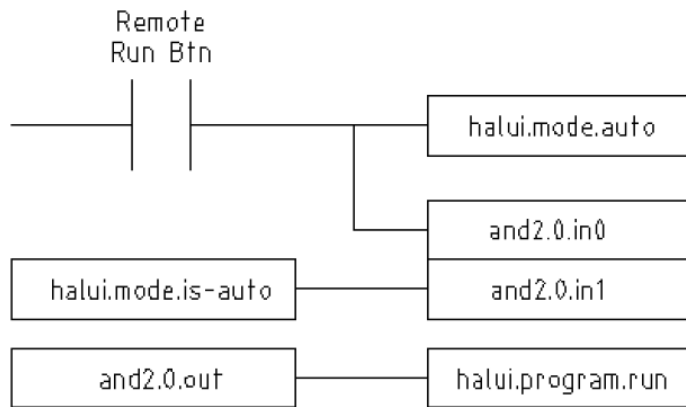 Remote
Run Btn
halui.mode.auto
and2.0.in0
halui.mode.is-auto
and2.0.in1
and2.0.out
halui.program.run